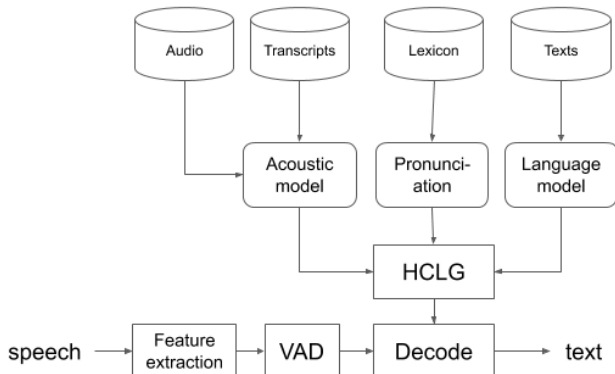 Audio
Transcripts
Lexicon
Texts
Acoustic
model
Pronunci-
ation
Language
model
HCLG
speech
Feature
extraction
VAD
Decode
text